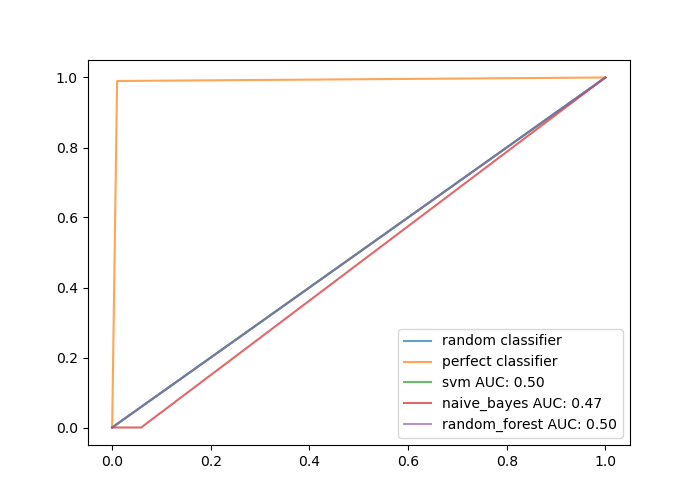 1.0
0.8
0.6
0.4
0.2
0.0
0.0 0.2 0.4 0.6 0.8 1.0
random classifier
perfect classifier
svm AUC: 0.50
naive_bayes AUC: 0.47
random_forest AUC: 0.50